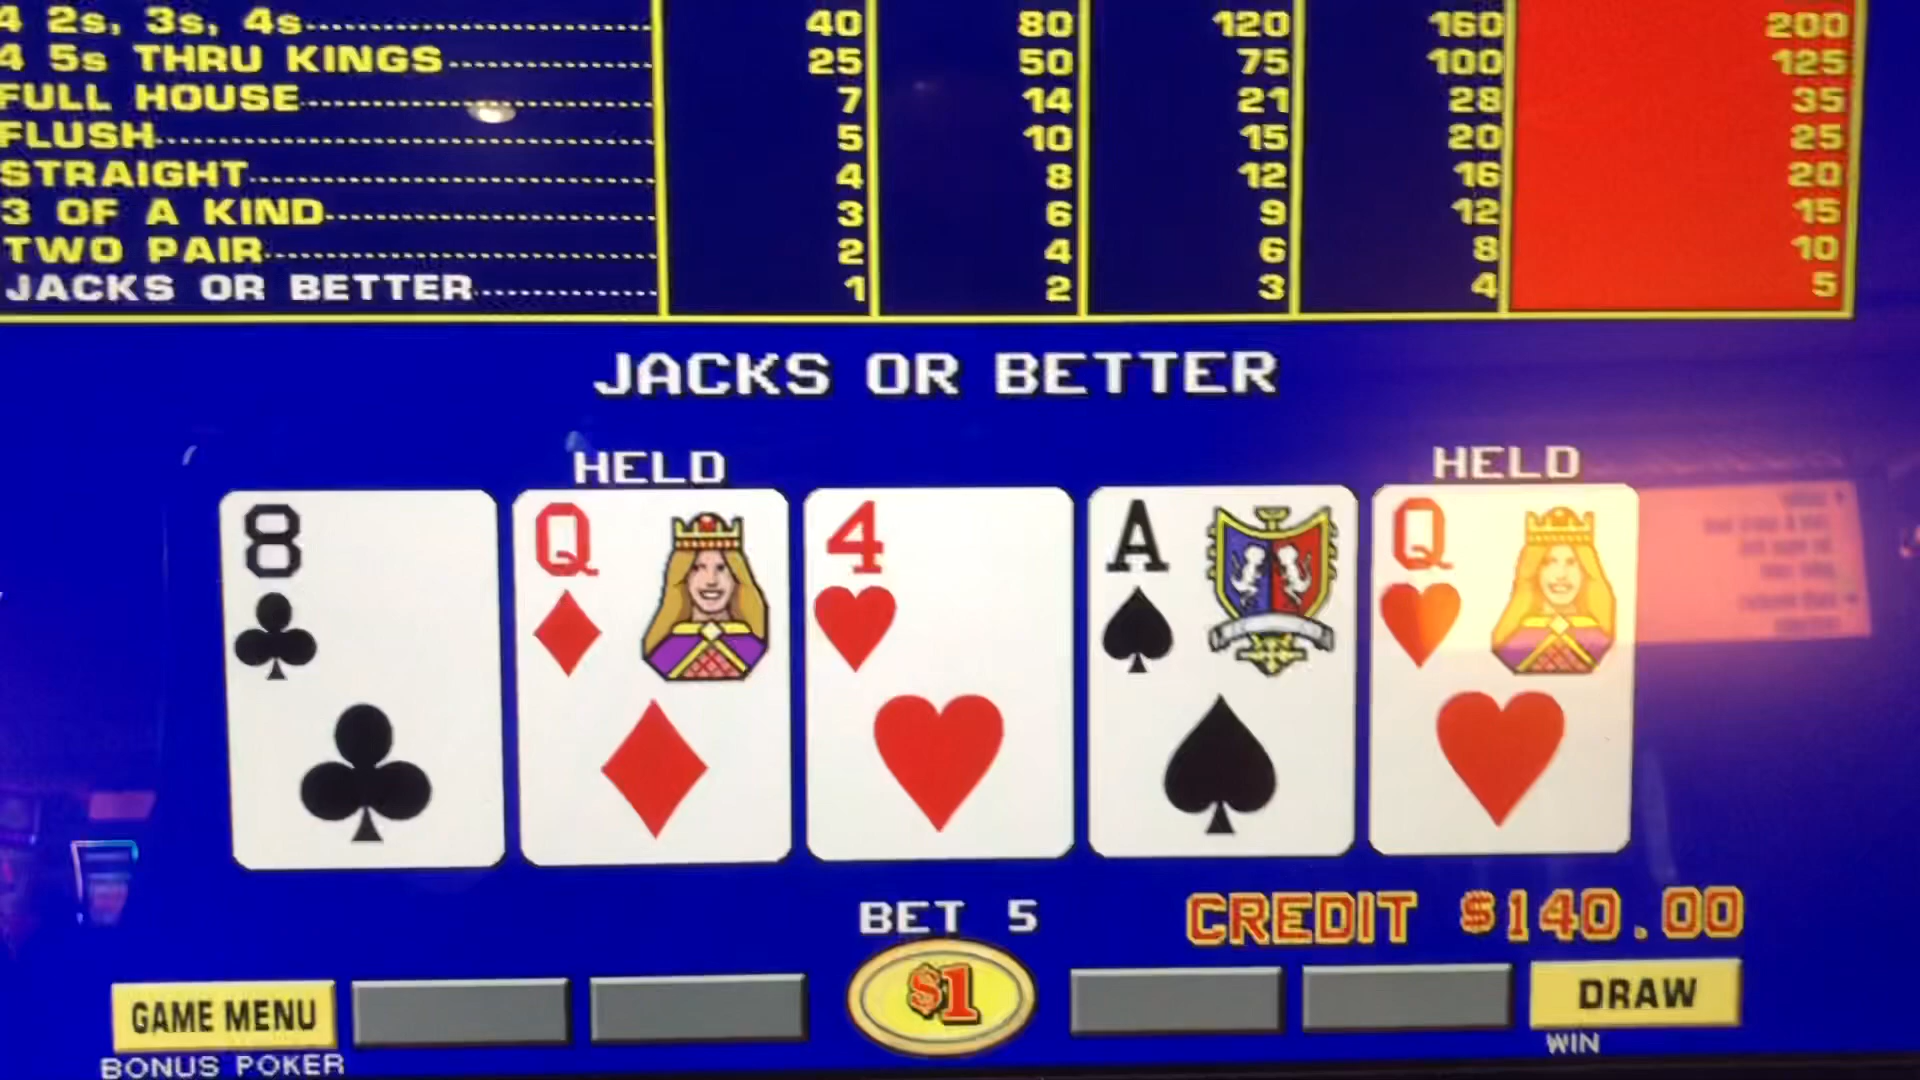 4 2s, 3s, 4s 40 80 120 160 200
4 5s THRU KINGS 25 50 75 100 125
FULL HOUSE 7 14 21 28 35
FLUSH 5 10 15 20 25
STRAIGHT 4 8 12 16 20
3 OF A KIND 3 6 9 12 15
TWO PAIR 2 4 6 8 10
JACKS OR BETTER 1 2 3 4 5
JACKS OR BETTER
HELD HELD
8 Q 4 A Q
BET 5 CREDIT $140.00
GAME MENU $1 DRAW
BONUS POKER WIN